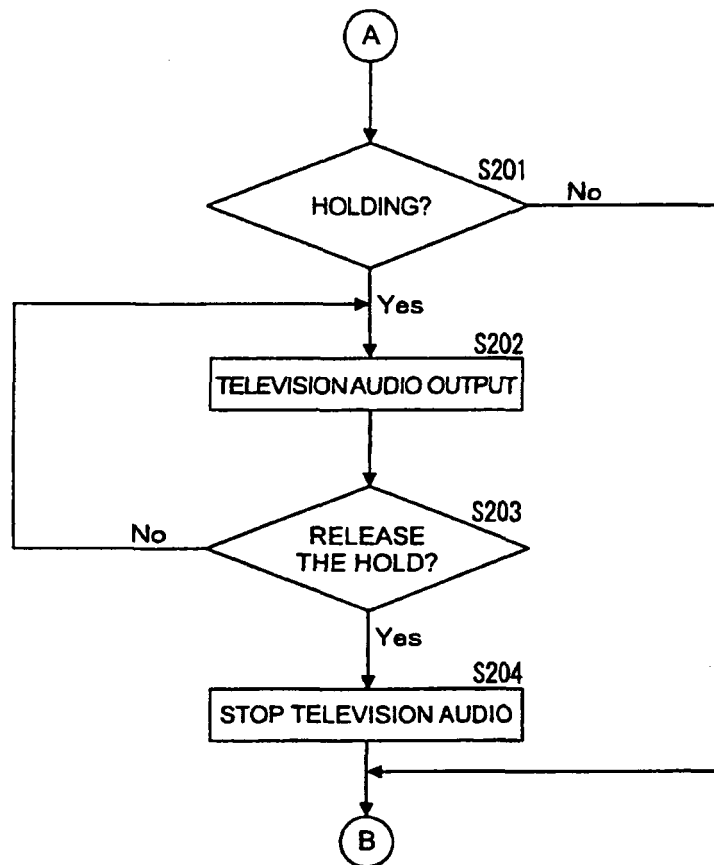 A
S201
HOLDING?
No
Yes
S202
TELEVISION AUDIO OUTPUT
S203
No
RELEASE
THE HOLD?
Yes
S204
STOP TELEVISION AUDIO
B